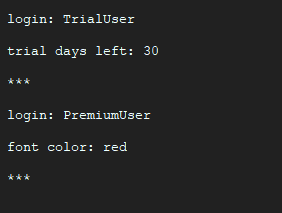 login: TrialUser
trial days left: 30
***
login: PremiumUser
font color: red
***